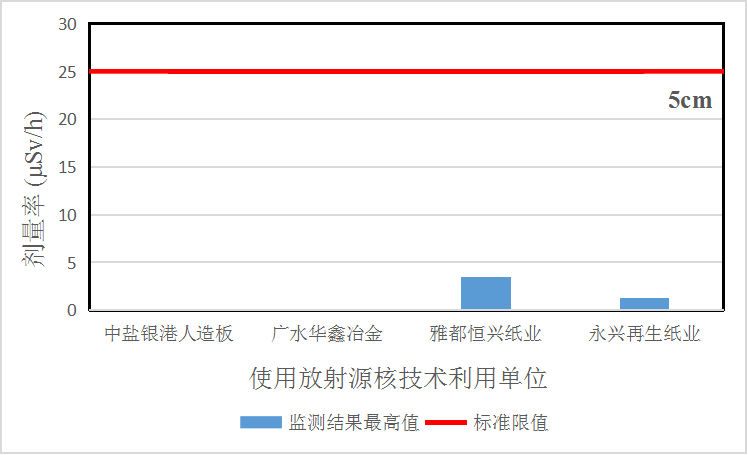 30
25
20
15
10
5
0
剂量率 (μSv/h)
5cm
中盐银港人造板 广水华鑫冶金 雅都恒兴纸业 永兴再生纸业
使用放射源核技术利用单位
监测结果最高值 标准限值